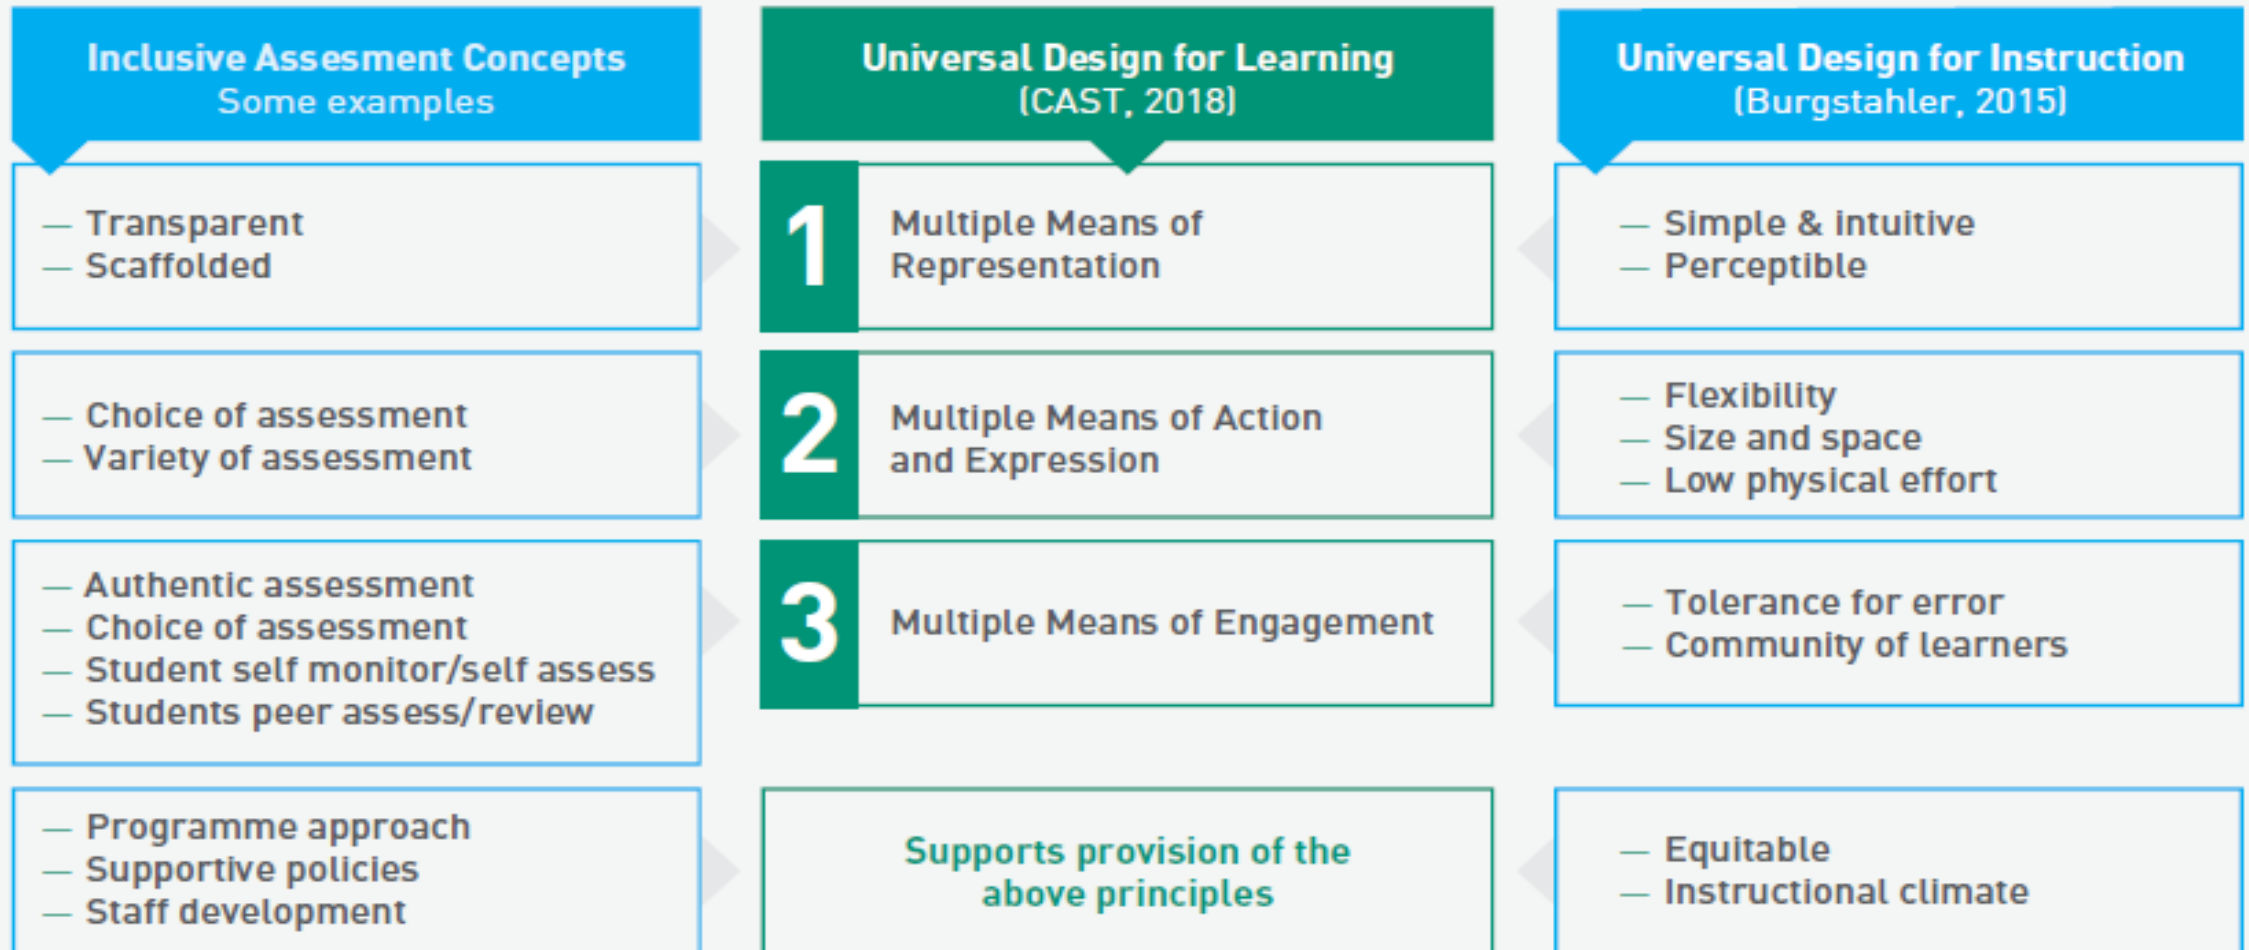 Inclusive Assesment Concepts
Some examples
Universal Design for Learning
(CAST, 2018)
Universal Design for Instruction
(Burgstahler, 2015)
— Transparent
— Scaffolded
1
Multiple Means of
Representation
— Simple & intuitive
— Perceptible
— Choice of assessment
— Variety of assessment
2
Multiple Means of Action
and Expression
— Flexibility
— Size and space
— Low physical effort
— Authentic assessment
— Choice of assessment
— Student self monitor/self assess
— Students peer assess/review
3
Multiple Means of Engagement
— Tolerance for error
— Community of learners
— Programme approach
— Supportive policies
— Staff development
Supports provision of the
above principles
— Equitable
— Instructional climate